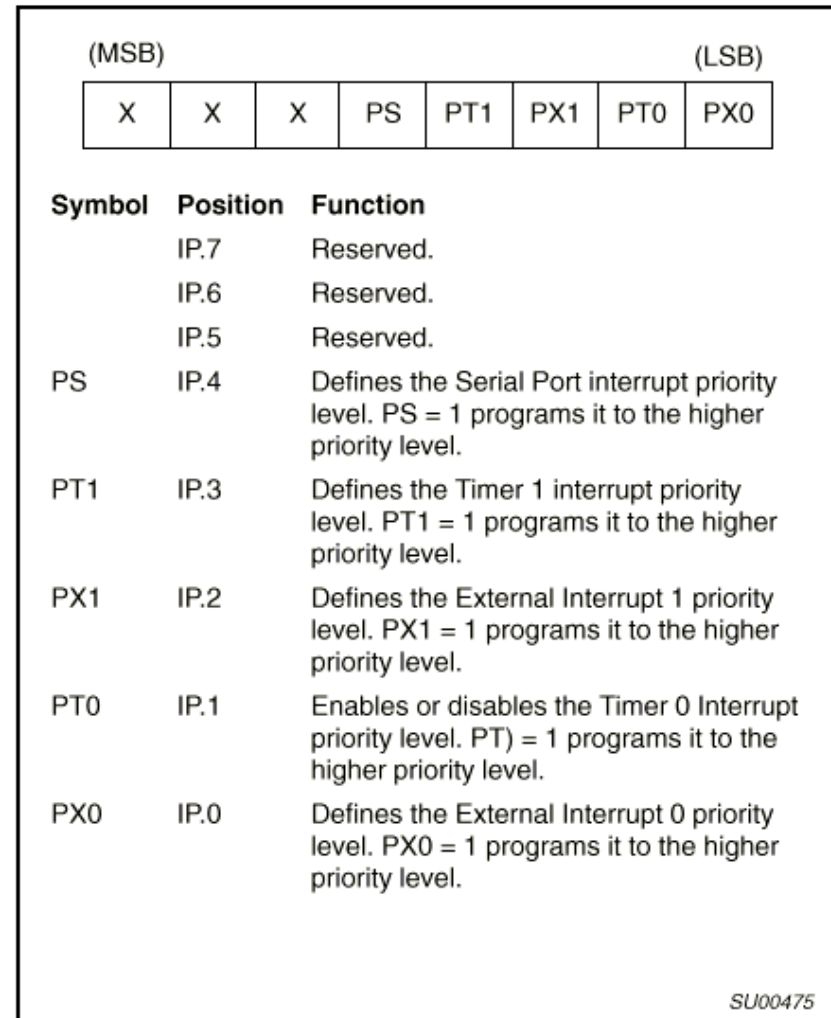 (MSB) (LSB)
X X X PS PT1 PX1 PT0 PX0
Symbol Position Function
IP.7 Reserved.
IP.6 Reserved.
IP.5 Reserved.
PS IP.4 Defines the Serial Port interrupt priority
level. PS = 1 programs it to the higher
priority level.
PT1 IP.3 Defines the Timer 1 interrupt priority
level. PT1 = 1 programs it to the higher
priority level.
PX1 IP.2 Defines the External Interrupt 1 priority
level. PX1 = 1 programs it to the higher
priority level.
PT0 IP.1 Enables or disables the Timer 0 Interrupt
priority level. PT) = 1 programs it to the
higher priority level.
PX0 IP.0 Defines the External Interrupt 0 priority
level. PX0 = 1 programs it to the higher
priority level.
SU00475